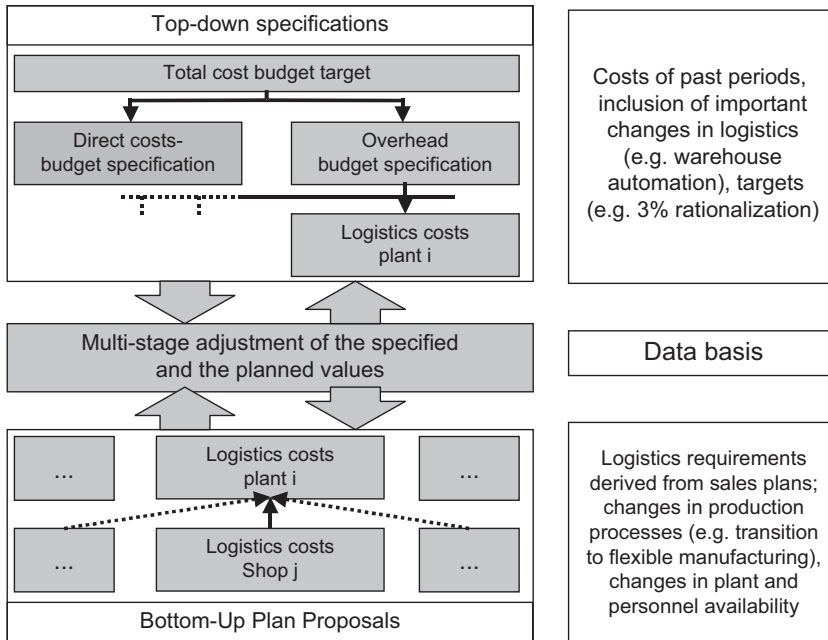 Top-down specifications
Total cost budget target
Direct costs-
budget specification
Overhead
budget specification
Logistics costs
plant i
Costs of past periods,
inclusion of important
changes in logistics
(e.g. warehouse
automation), targets
(e.g. 3% rationalization)
Multi-stage adjustment of the specified
and the planned values
Data basis
...
Logistics costs
plant i
...
...
Logistics costs
Shop j
...
Bottom-Up Plan Proposals
Logistics requirements
derived from sales plans;
changes in production
processes (e.g. transition
to flexible manufacturing),
changes in plant and
personnel availability